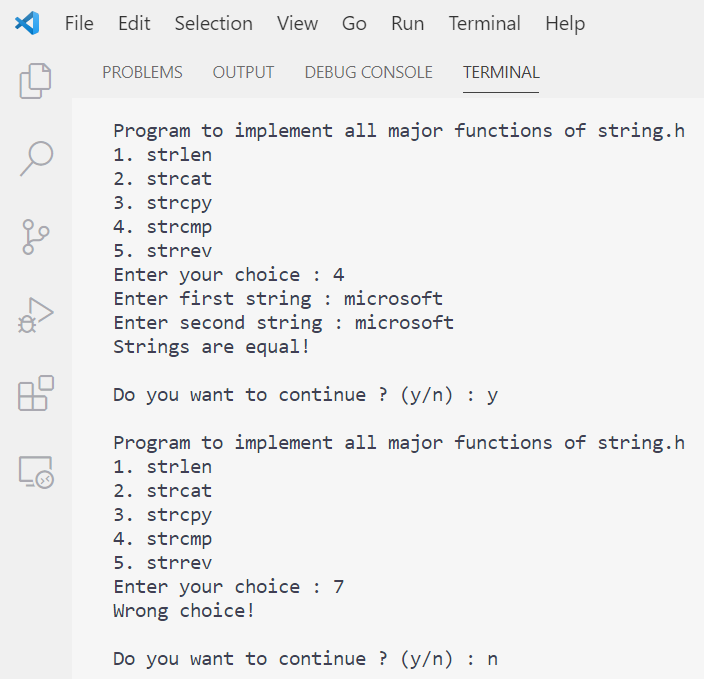 File Edit Selection View Go Run Terminal Help
PROBLEMS OUTPUT DEBUG CONSOLE TERMINAL
Program to implement all major functions of string.h
1. strlen
2. strcat
3. strcpy
4. strcmp
5. strrev
Enter your choice : 4
Enter first string : microsoft
Enter second string : microsoft
Strings are equal!
Do you want to continue ? (y/n) : y
Program to implement all major functions of string.h
1. strlen
2. strcat
3. strcpy
4. strcmp
5. strrev
Enter your choice : 7
Wrong choice!
Do you want to continue ? (y/n) : n